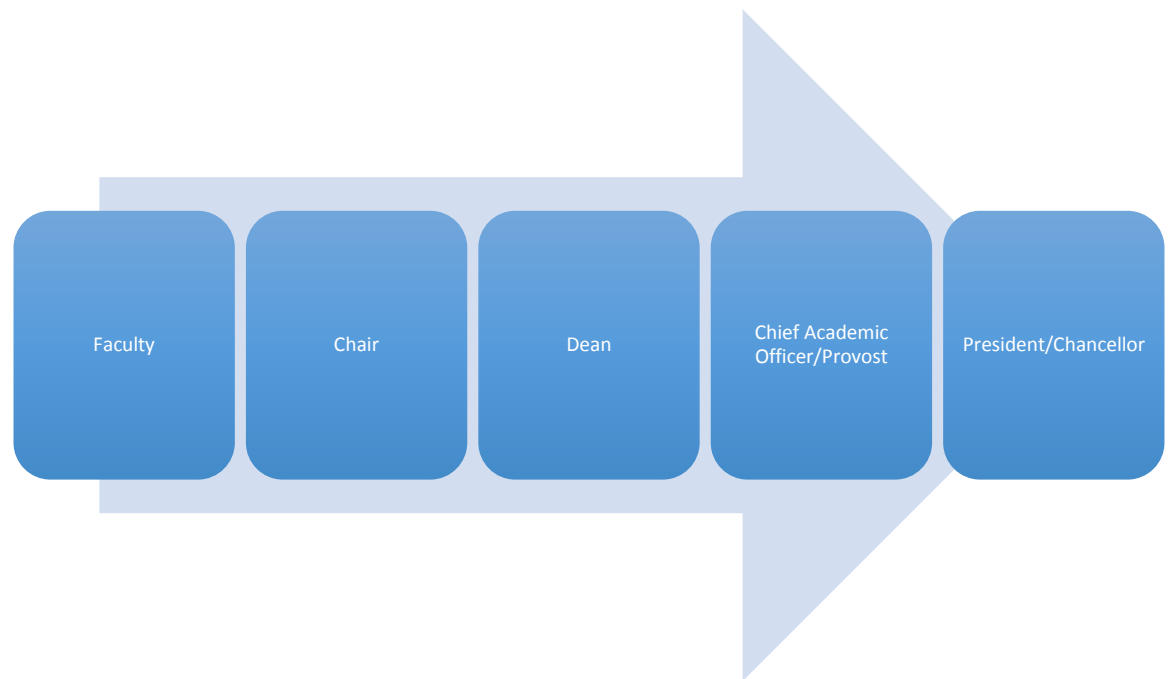 Faculty
Chair
Dean
Chief Academic
Officer/Provost
President/Chancellor